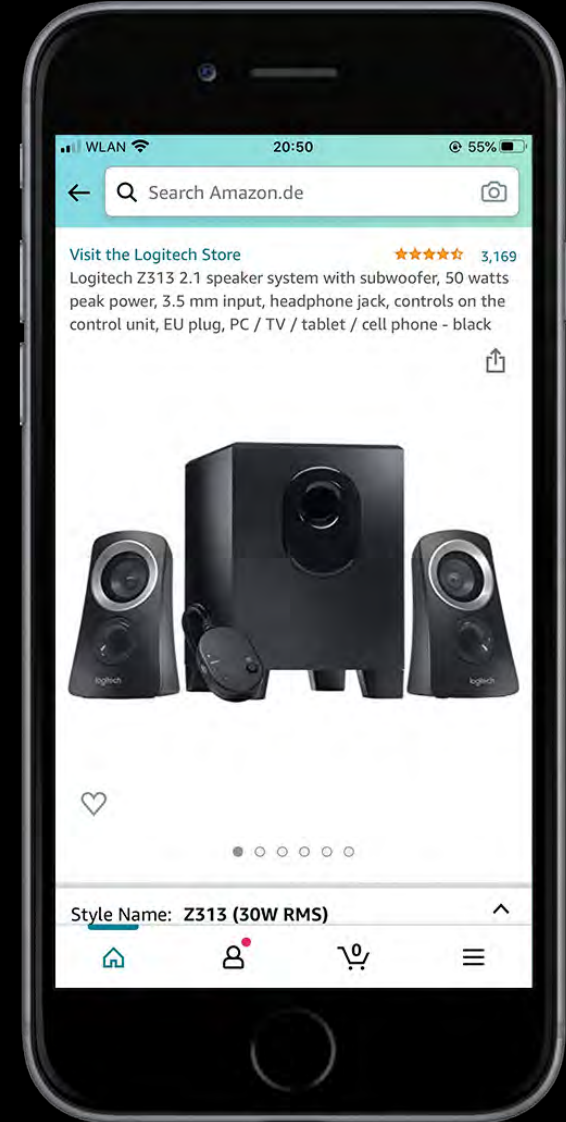 WLAN 20:50 55%
Search Amazon.de
Visit the Logitech Store 3,169
Logitech Z313 2.1 speaker system with subwoofer, 50 watts
peak power, 3.5 mm input, headphone jack, controls on the
control unit, EU plug, PC / TV / tablet / cell phone - black
logitech logitech
Style Name: Z313 (30W RMS)
0